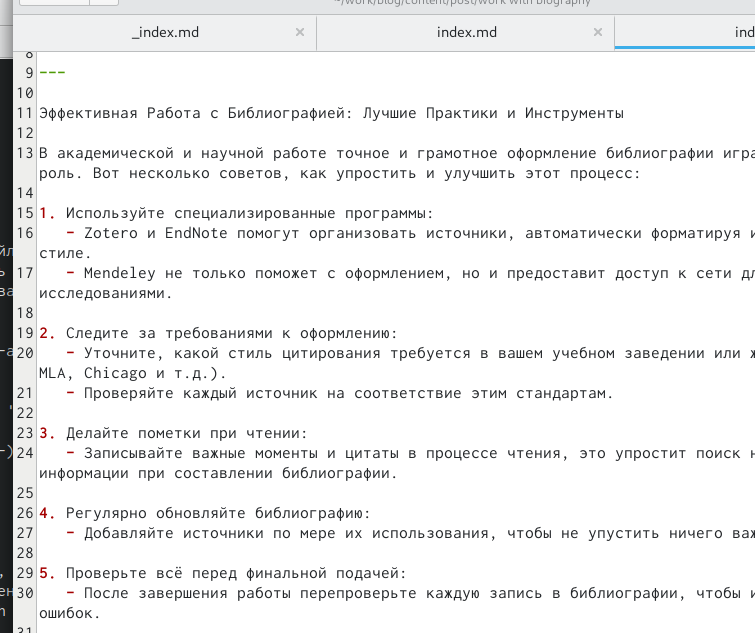 ~/work/blog/content/post/work with biography
_index.md × index.md × ind
8
9 ---
10
11 Эффективная Работа с Библиографией: Лучшие Практики и Инструменты
12
13 В академической и научной работе точное и грамотное оформление библиографии игра
роль. Вот несколько советов, как упростить и улучшить этот процесс:
14
15 1. Используйте специализированные программы:
16 - Zotero и EndNote помогут организовать источники, автоматически форматируя и
стиле.
17 - Mendeley не только поможет с оформлением, но и предоставит доступ к сети дл
исследованиями.
18
19 2. Следите за требованиями к оформлению:
20 - Уточните, какой стиль цитирования требуется в вашем учебном заведении или ж
MLA, Chicago и т.д.).
21 - Проверяйте каждый источник на соответствие этим стандартам.
22
23 3. Делайте пометки при чтении:
24 - Записывайте важные моменты и цитаты в процессе чтения, это упростит поиск н
информации при составлении библиографии.
25
26 4. Регулярно обновляйте библиографию:
27 - Добавляйте источники по мере их использования, чтобы не упустить ничего важ
28
29 5. Проверьте всё перед финальной подачей:
30 - После завершения работы перепроверьте каждую запись в библиографии, чтобы и
ошибок.
31